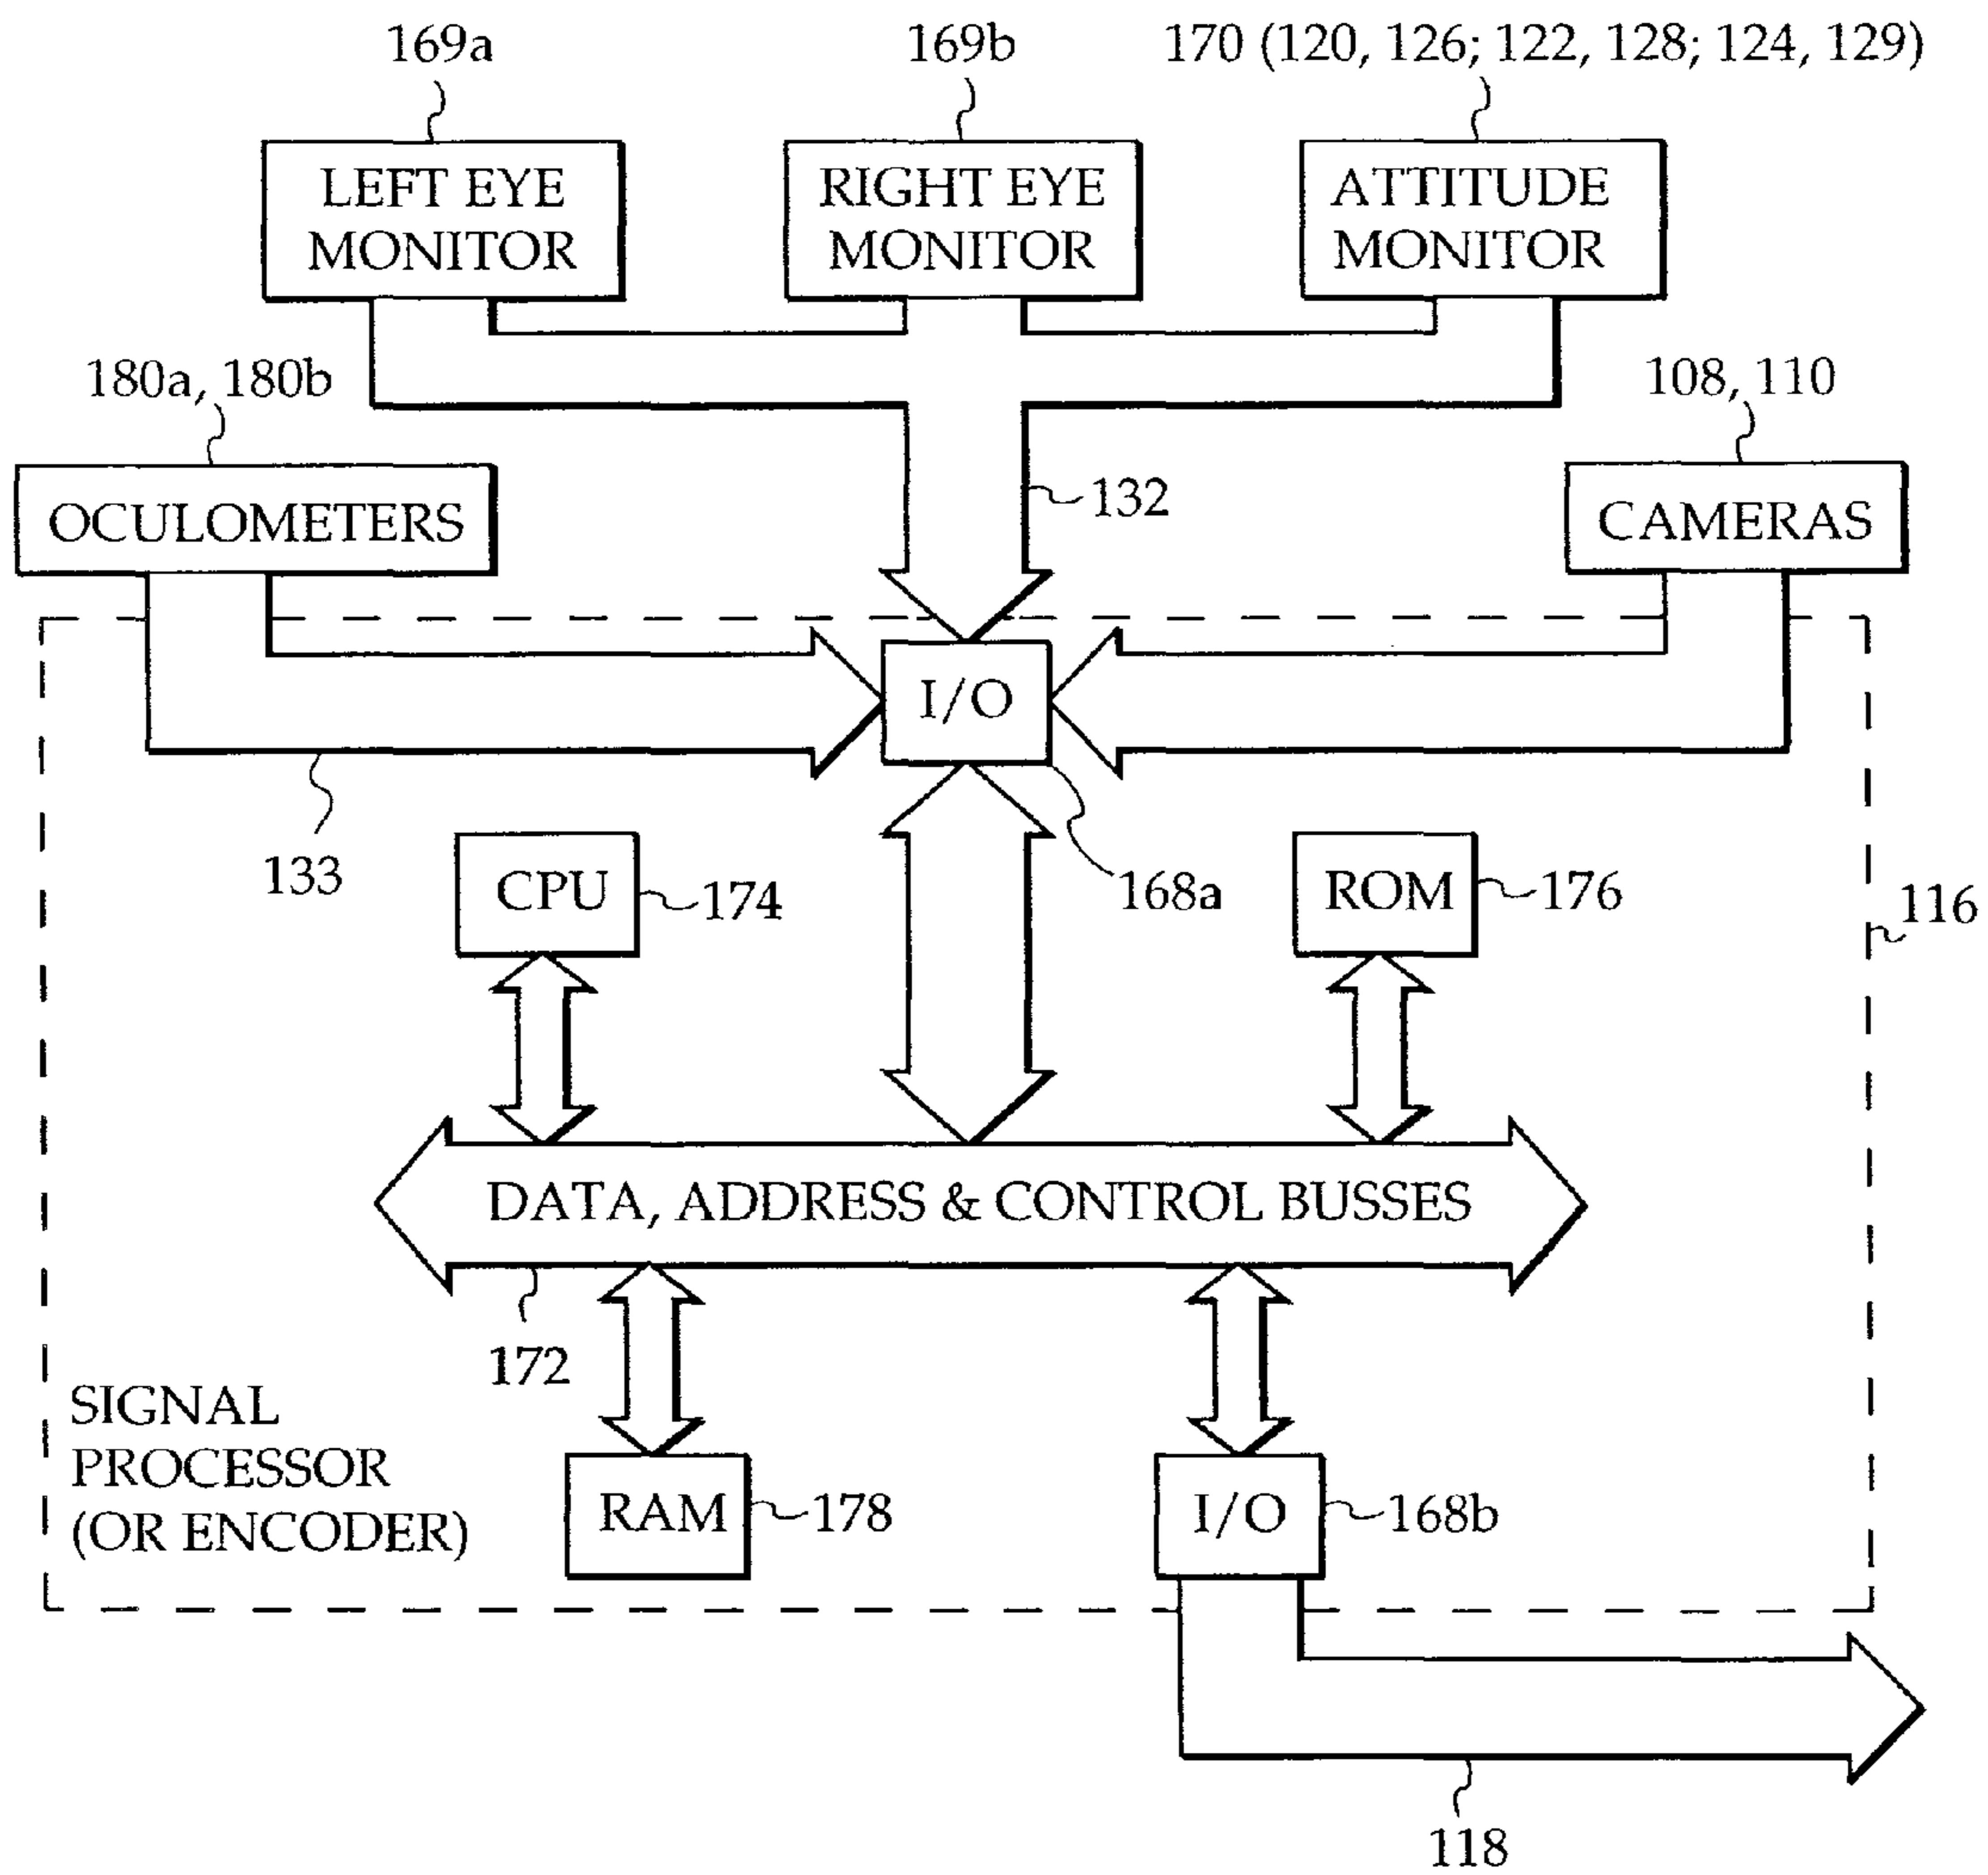 169a
169b
170 (120, 126; 122, 128; 124, 129)
LEFT EYE
MONITOR
RIGHT EYE
MONITOR
ATTITUDE
MONITOR
180a, 180b
108, 110
OCULOMETERS
132
CAMERAS
I/O
133
CPU
174
168a
ROM
176
116
DATA, ADDRESS & CONTROL BUSSES
172
SIGNAL
PROCESSOR
(OR ENCODER)
RAM
178
I/O
168b
118